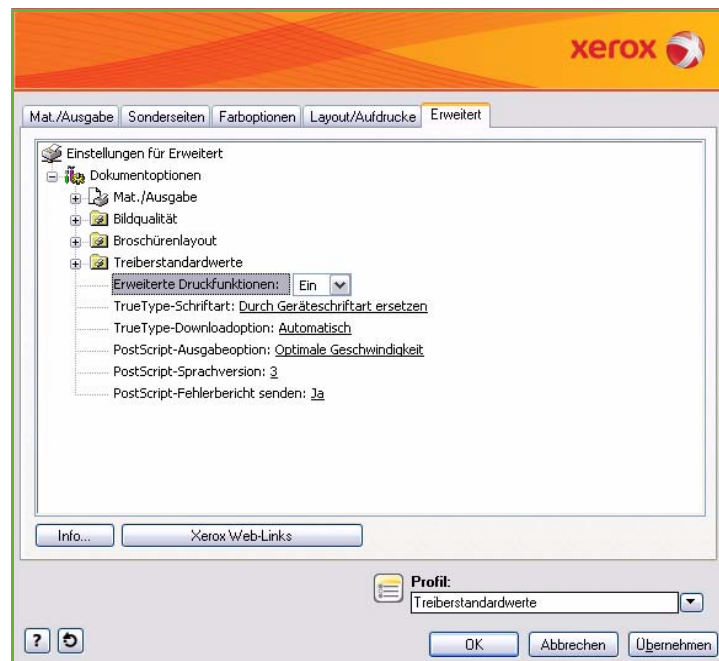 xerox
Mat./Ausgabe Sonderseiten Farboptionen Layout/Aufdrucke Erweitert
Einstellungen für Erweitert
Dokumentoptionen
Mat./Ausgabe
Bildqualität
Broschürenlayout
Treiberstandardwerte
Erweiterte Druckfunktionen: Ein
TrueType-Schriftart: Durch Geräteschriftart ersetzen
TrueType-Downloadoption: Automatisch
PostScript-Ausgabeoption: Optimale Geschwindigkeit
PostScript-Sprachversion: 3
PostScript-Fehlerbericht senden: Ja
Info... Xerox Web-Links
Profil:
Treiberstandardwerte
? OK Abbrechen Übernehmen